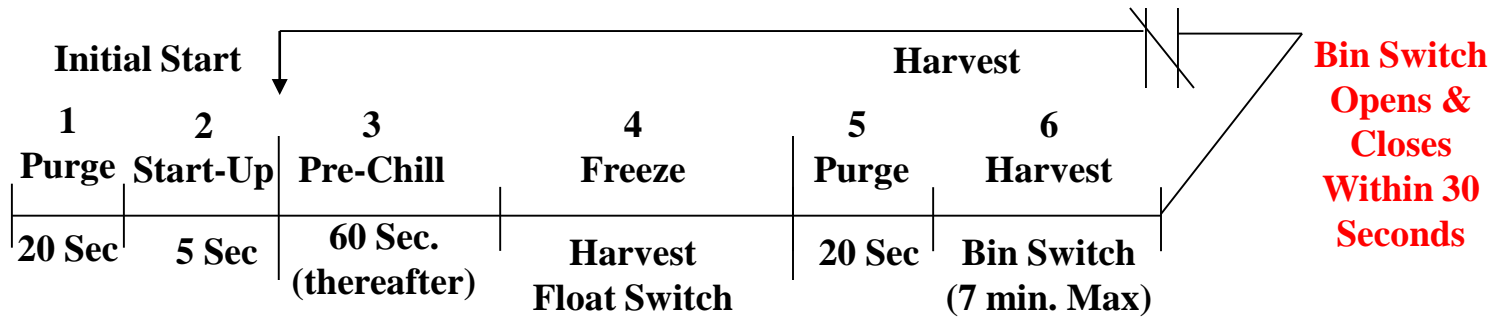 Initial Start
Harvest
1
Purge
2
Start-Up
3
Pre-Chill
4
Freeze
5
Purge
6
Harvest
20 Sec
5 Sec
60 Sec.
(thereafter)
Harvest
Float Switch
20 Sec
Bin Switch
(7 min. Max)
Bin Switch
Opens &
Closes
Within 30
Seconds